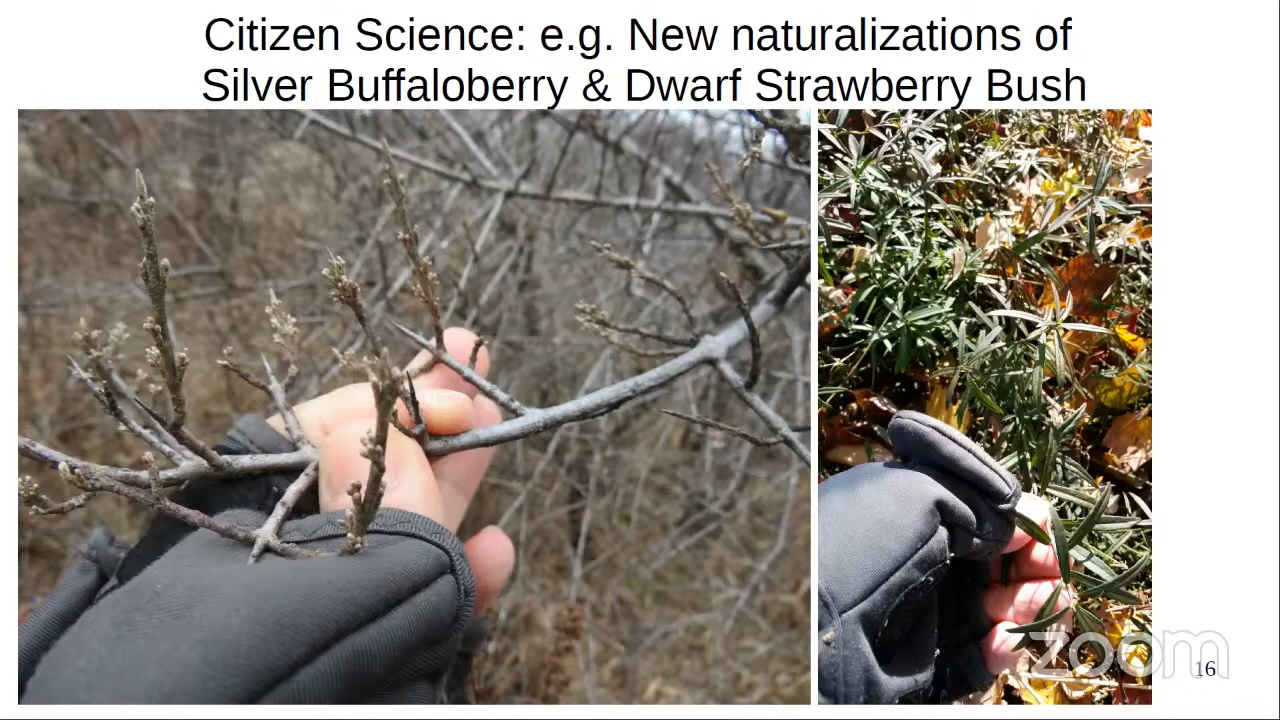 Citizen Science: e.g. New naturalizations of
Silver Buffaloberry & Dwarf Strawberry Bush
zoom
16